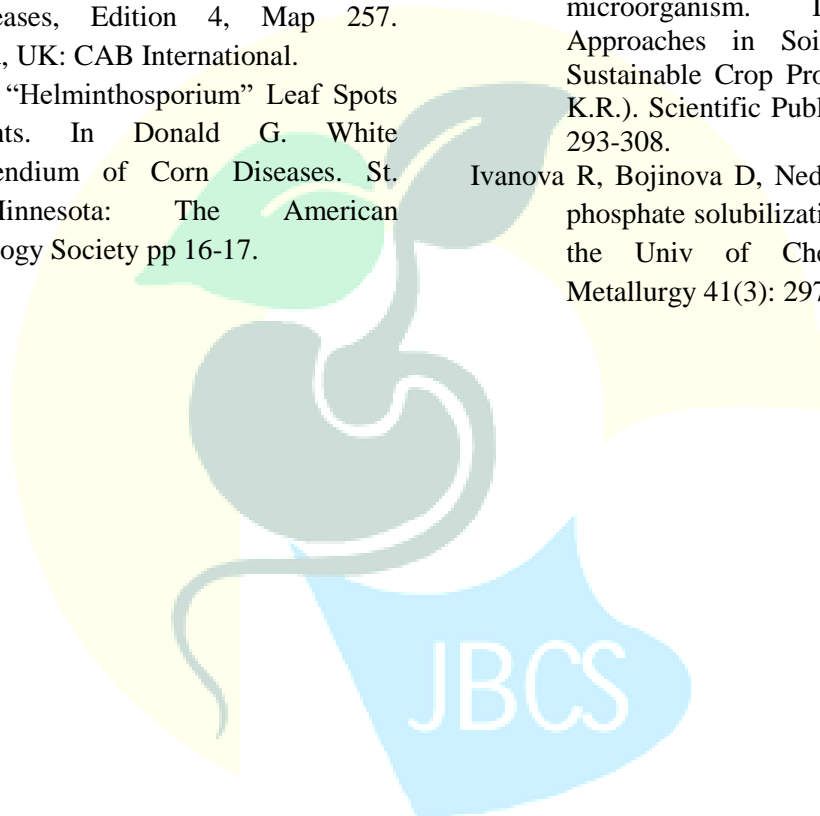 eases, Edition 4, Map 257.
, UK: CAB International.
"Helminthosporium" Leaf Spots
nts. In Donald G. White
endium of Corn Diseases. St.
Minnesota: The American
ogy Society pp 16-17.
microorganism.
Approaches in Soi
Sustainable Crop Pro
K.R.). Scientific Publ
293-308.
Ivanova R, Bojinova D, Ned
phosphate solubilizati
the Univ of Che
Metallurgy 41(3): 297
JBCS